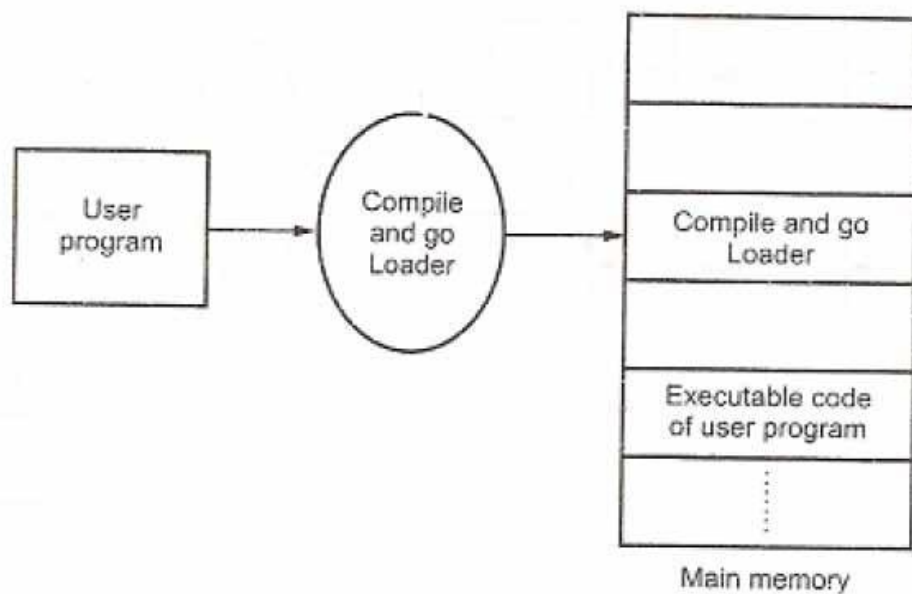 User
program
Compile
and go
Loader
Compile and go
Loader
Executable code
of user program
Main memory